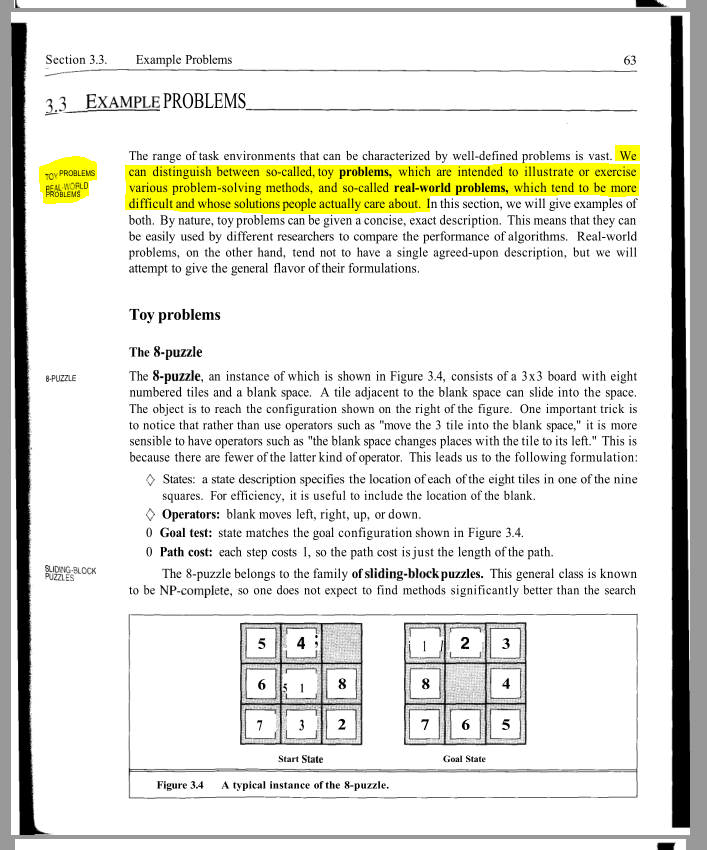 Section 3.3. Example Problems 63
3.3 EXAMPLE PROBLEMS
TOY PROBLEMS
REAL-WORLD
PROBLEMS
The range of task environments that can be characterized by well-defined problems is vast. We
can distinguish between so-called, toy problems, which are intended to illustrate or exercise
various problem-solving methods, and so-called real-world problems, which tend to be more
difficult and whose solutions people actually care about. In this section, we will give examples of
both. By nature, toy problems can be given a concise, exact description. This means that they can
be easily used by different researchers to compare the performance of algorithms. Real-world
problems, on the other hand, tend not to have a single agreed-upon description, but we will
attempt to give the general flavor of their formulations.
Toy problems
The 8-puzzle
8-PUZZLE
The 8-puzzle, an instance of which is shown in Figure 3.4, consists of a 3x3 board with eight
numbered tiles and a blank space. A tile adjacent to the blank space can slide into the space.
The object is to reach the configuration shown on the right of the figure. One important trick is
to notice that rather than use operators such as "move the 3 tile into the blank space," it is more
sensible to have operators such as "the blank space changes places with the tile to its left." This is
because there are fewer of the latter kind of operator. This leads us to the following formulation:
◊ States: a state description specifies the location of each of the eight tiles in one of the nine
squares. For efficiency, it is useful to include the location of the blank.
◊ Operators: blank moves left, right, up, or down.
0 Goal test: state matches the goal configuration shown in Figure 3.4.
0 Path cost: each step costs 1, so the path cost is just the length of the path.
SLIDING-BLOCK
PUZZLES
The 8-puzzle belongs to the family of sliding-block puzzles. This general class is known
to be NP-complete, so one does not expect to find methods significantly better than the search
5 4 ; 1 / 2 3
6 5 1 8 8 4
7 3 2 7 6 5
Start State Goal State
Figure 3.4 A typical instance of the 8-puzzle.